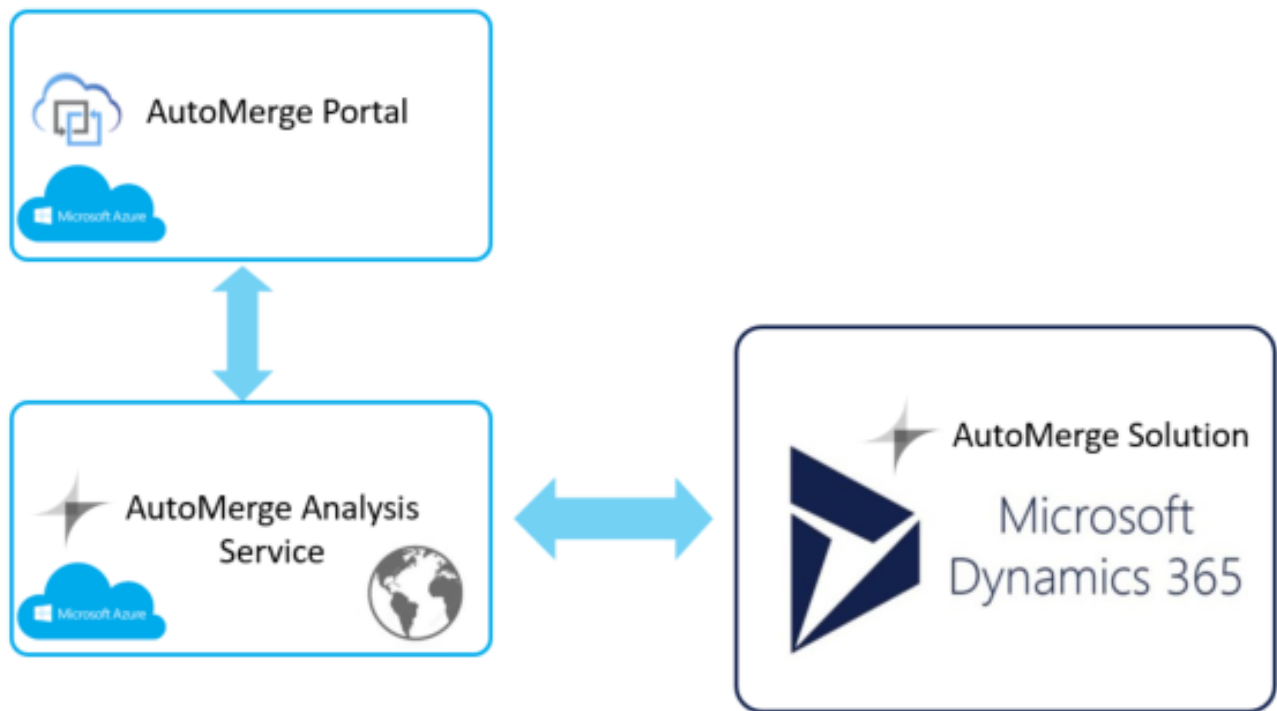 AutoMerge Portal
Microsoft Azure
AutoMerge Analysis
Service
Microsoft Azure
AutoMerge Solution
Microsoft
Dynamics 365